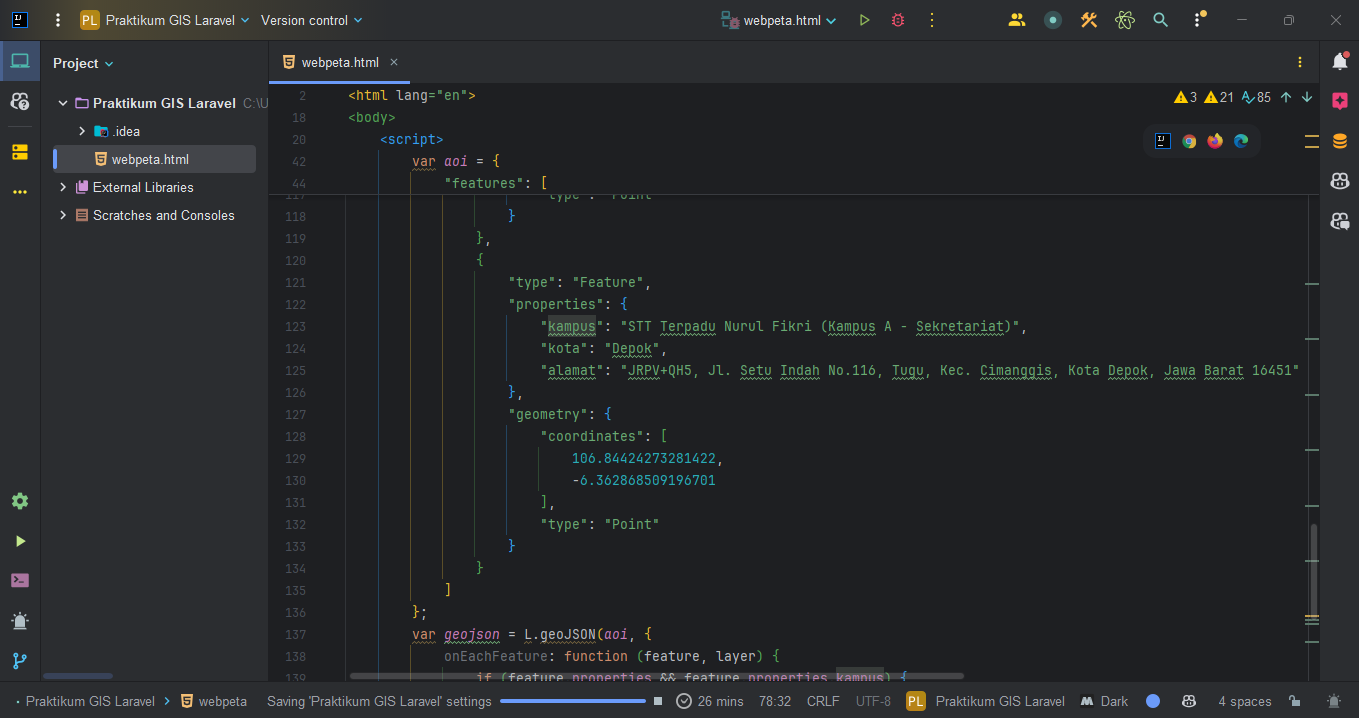 PL Praktikum GIS Laravel Version control webpeta.html
Project
webpeta.html
Praktikum GIS Laravel C:\U
.idea
webpeta.html
External Libraries
Scratches and Consoles
3 21 85
2 <html lang="en">
18 <body>
20 <script>
42 var aoi = {
44 "features": [
117 "type": "Point"
118 }
119 },
120 {
121 "type": "Feature",
122 "properties": {
123 "kampus": "STT Terpadu Nurul Fikri (Kampus A - Sekretariat)",
124 "kota": "Depok",
125 "alamat": "JRPV+QH5, Jl. Setu Indah No.116, Tugu, Kec. Cimanggis, Kota Depok, Jawa Barat 16451"
126 },
127 "geometry": {
128 "coordinates": [
129 106.84424273281422,
130 -6.362868509196701
131 ],
132 "type": "Point"
133 }
134 }
135 ]
136 };
137 var geojson = L.geoJSON(aoi, {
138 onEachFeature: function (feature, layer) {
139 if (feature.properties && feature.properties.kampus) {
Praktikum GIS Laravel webpeta Saving 'Praktikum GIS Laravel' settings 26 mins 78:32 CRLF UTF-8 PL Praktikum GIS Laravel Dark 4 spaces